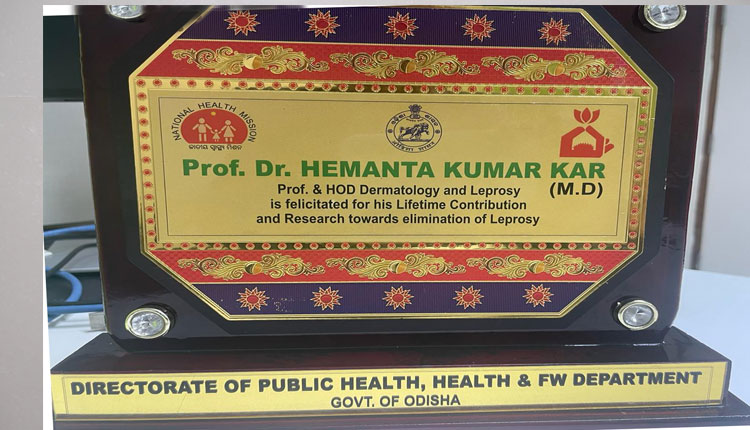 NATIONAL HEALTH MISSION
ଜାତୀୟ ସ୍ୱାସ୍ଥ୍ୟ ମିଶନ
Prof. Dr. HEMANTA KUMAR KAR
(M.D)
Prof. & HOD Dermatology and Leprosy
is felicitated for his Lifetime Contribution
and Research towards elimination of Leprosy
DIRECTORATE OF PUBLIC HEALTH, HEALTH & FW DEPARTMENT
GOVT. OF ODISHA